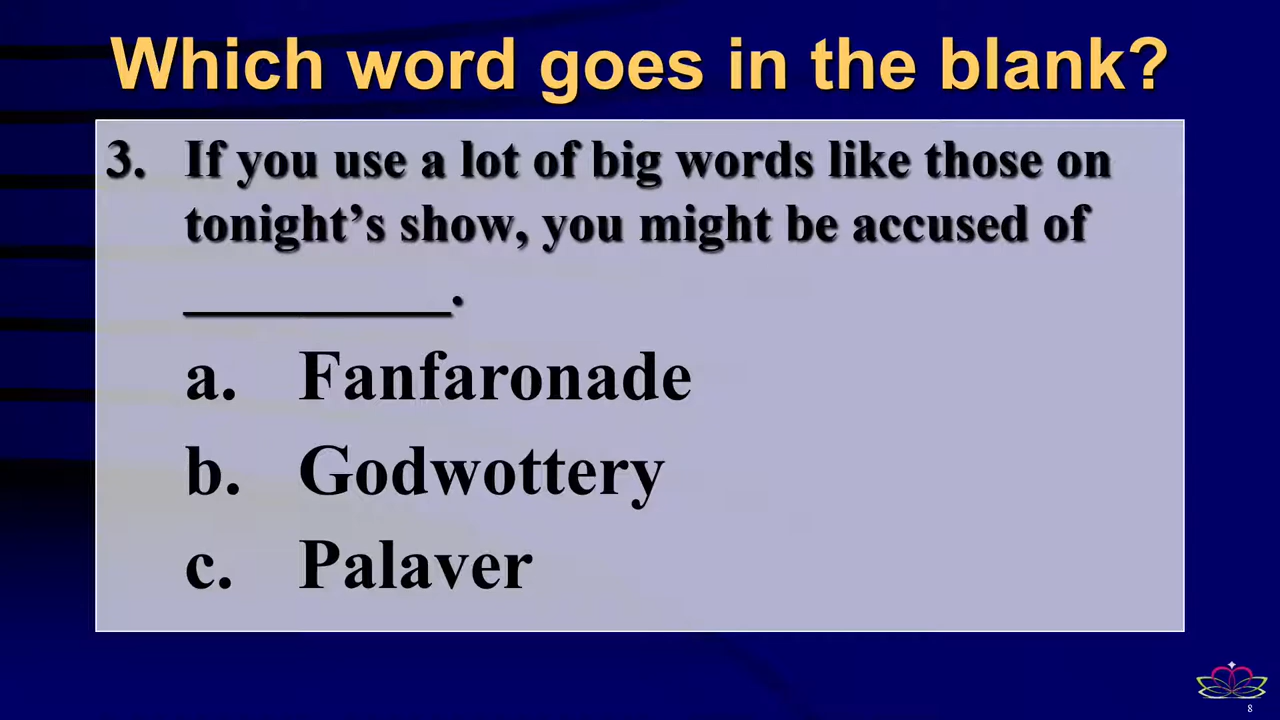 Which word goes in the blank?
3. If you use a lot of big words like those on
tonight’s show, you might be accused of
__________.
a. Fanfaronade
b. Godwottery
c. Palaver
8